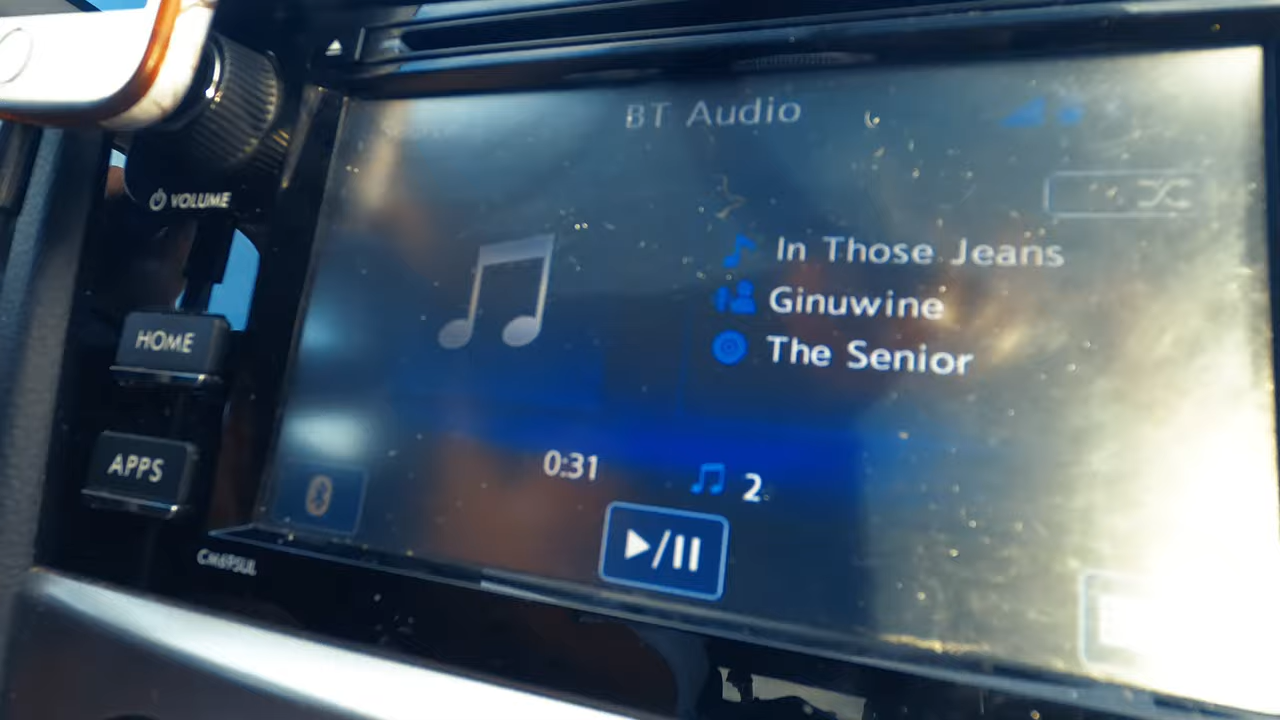 BT Audio
VOLUME
In Those Jeans
Ginuwine
The Senior
HOME
APPS
0:31
2